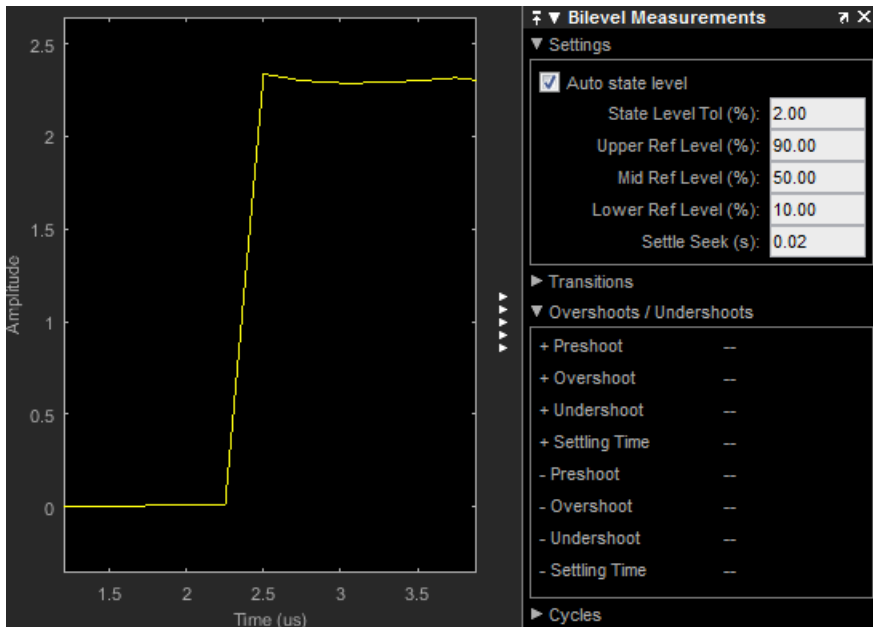 2.5
2
1.5
1
0.5
0
Amplitude
1.5 2 2.5 3 3.5
Time (us)
Bilevel Measurements
Settings
Auto state level
State Level Tol (%): 2.00
Upper Ref Level (%): 90.00
Mid Ref Level (%): 50.00
Lower Ref Level (%): 10.00
Settle Seek (s): 0.02
Transitions
Overshoots / Undershoots
+ Preshoot --
+ Overshoot --
+ Undershoot --
+ Settling Time --
- Preshoot --
- Overshoot --
- Undershoot --
- Settling Time --
Cycles